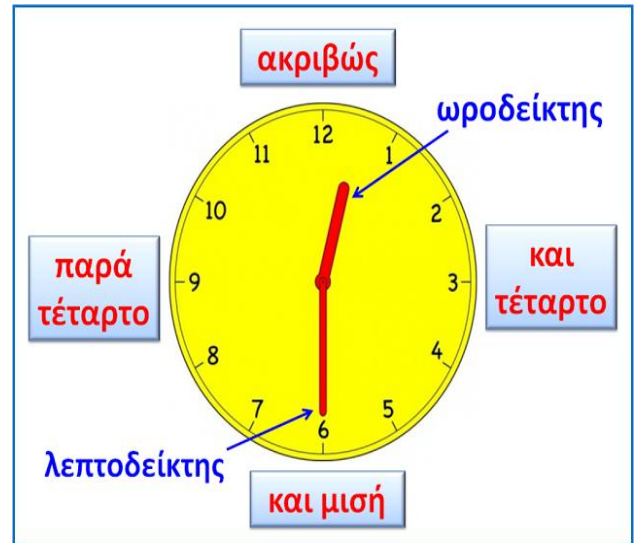 ακριβώς
ωροδείκτης
12
11
1
10
2
παρά
τέταρτο
9
3
και
τέταρτο
8
4
7
5
6
λεπτοδείκτης
και μισή